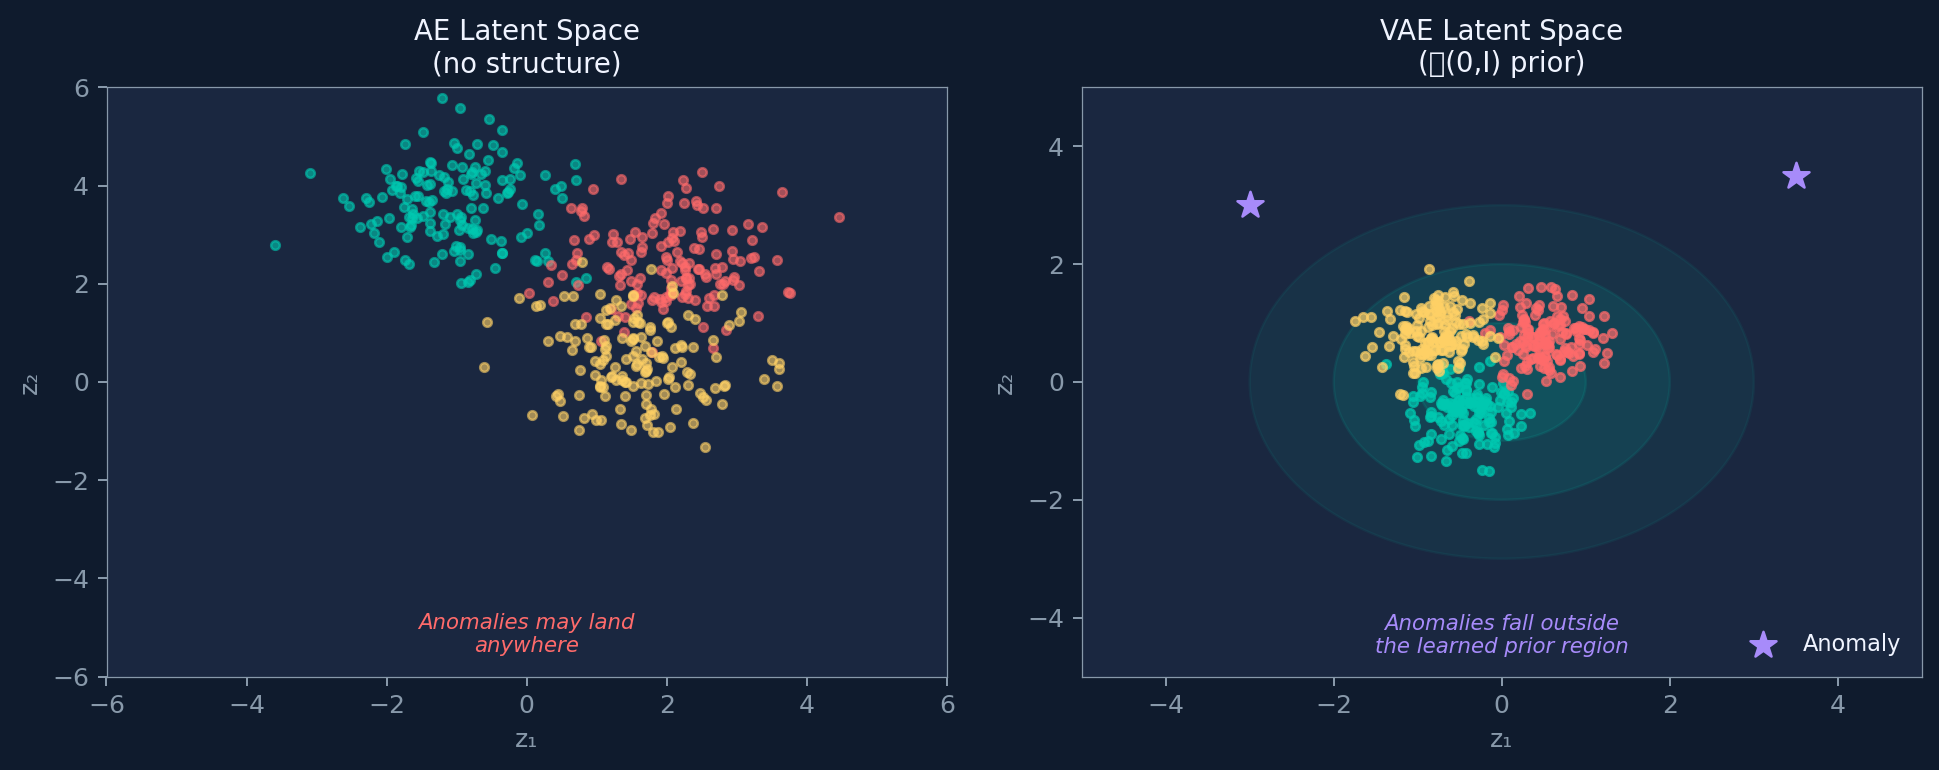 AE Latent Space
(no structure)
6
4
2
0
−2
−4
−6
z₂
Anomalies may land
anywhere
−6
−4
−2
0
2
4
6
z₁
VAE Latent Space
(▯(0,I) prior)
4
2
0
−2
−4
z₂
Anomalies fall outside
the learned prior region
Anomaly
−4
−2
0
2
4
z₁